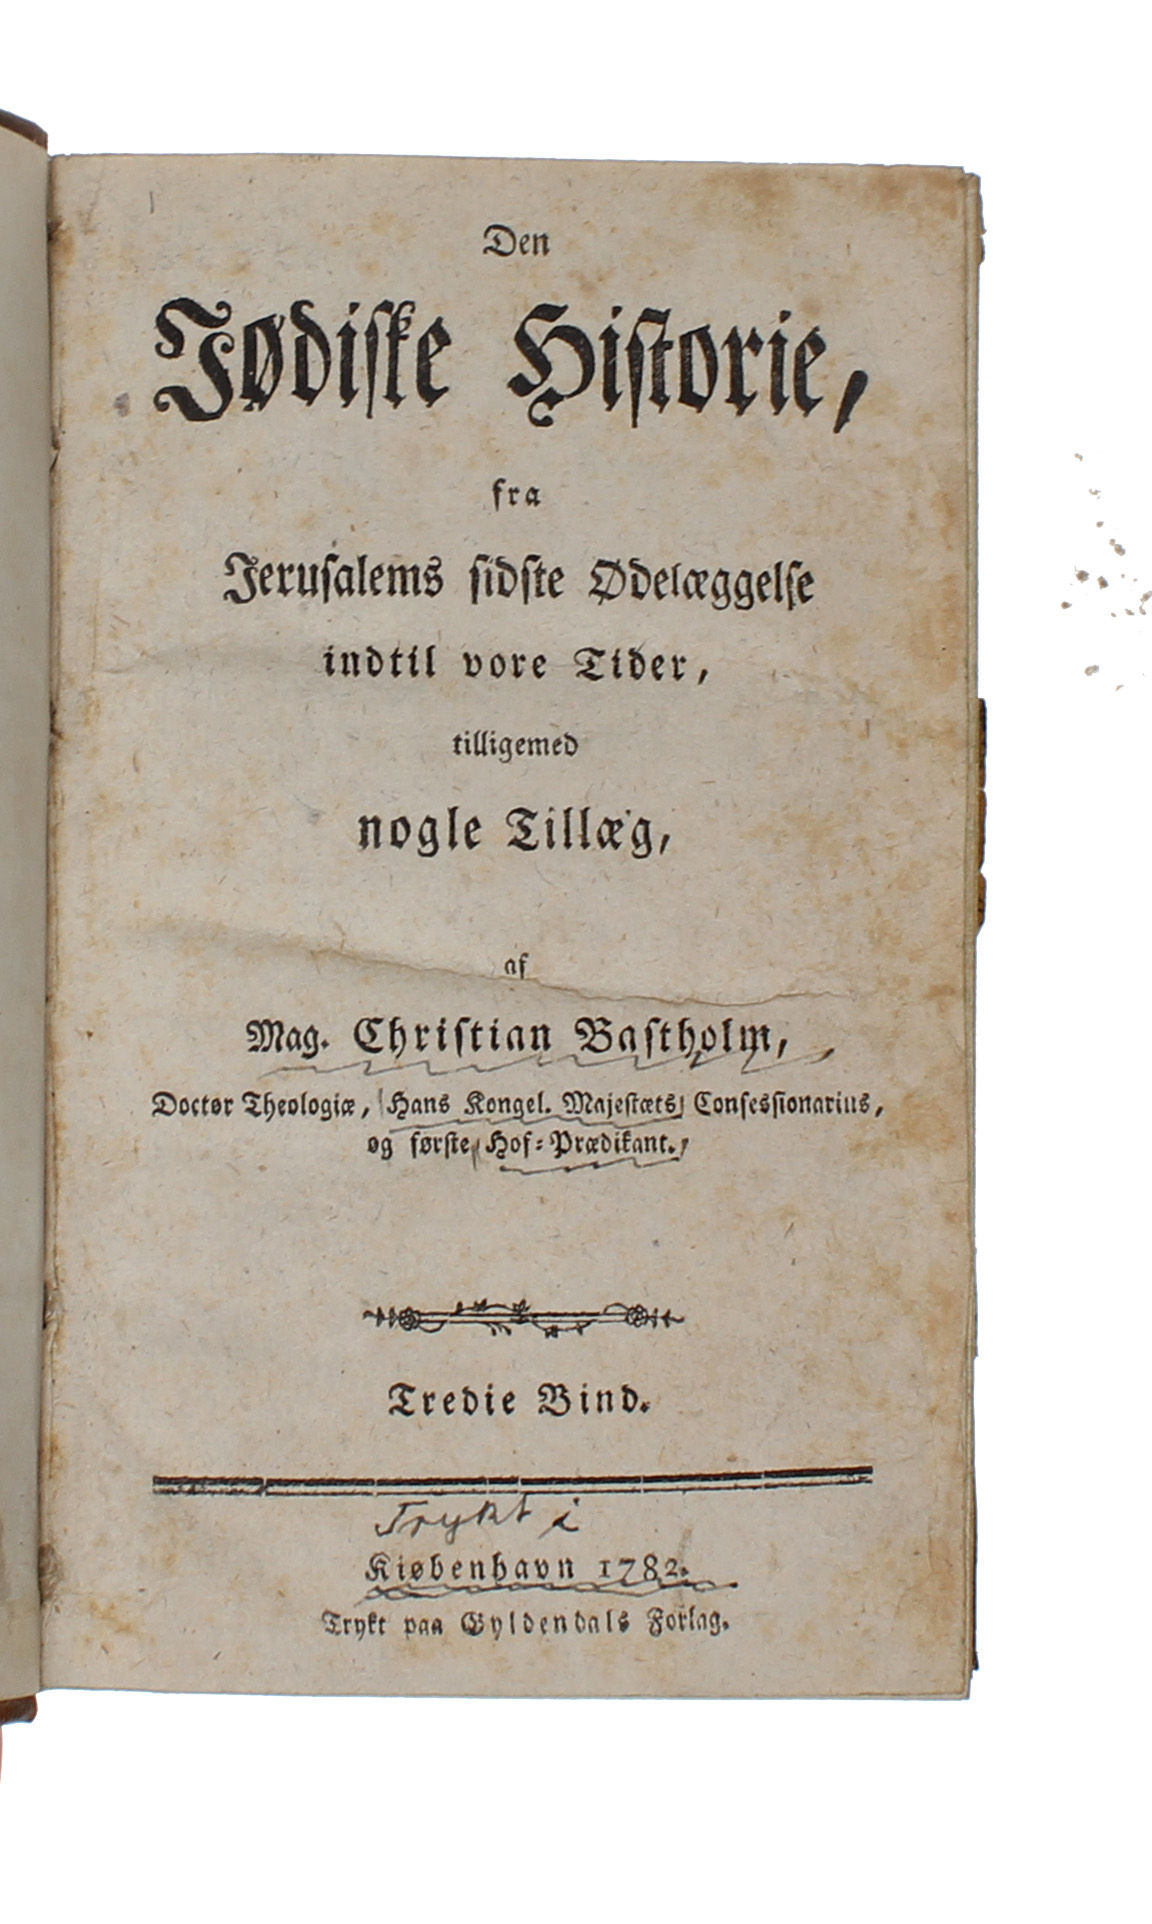 Den
Jødiske Historie,
fra
Jerusalems sidste Ødelæggelse
indtil vore Tider,
tilligemed
nogle Tillæg,
af
Mag. Christian Bastholm,
Doctor Theologiæ, Hans Kongel. Majestæts Confessionarius,
og første Hof-Prædikant.
Tredie Bind.
Trykt i
Kiøbenhavn 1782.
Trykt paa Gyldendals Forlag.